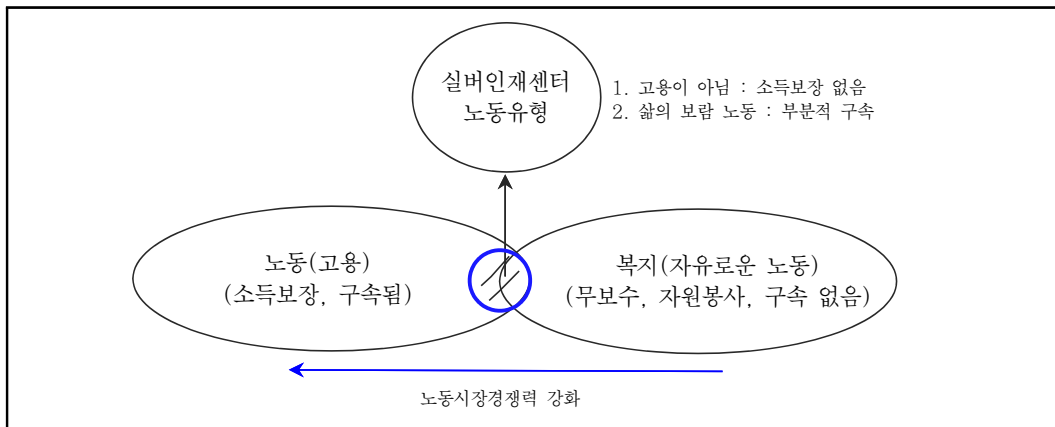 실버인재센터
노동유형
1. 고용이 아님 : 소득보장 없음
2. 삶의 보람 노동 : 부분적 구속
노동(고용)
(소득보장, 구속됨)
복지(자유로운 노동)
(무보수, 자원봉사, 구속 없음)
노동시장경쟁력 강화